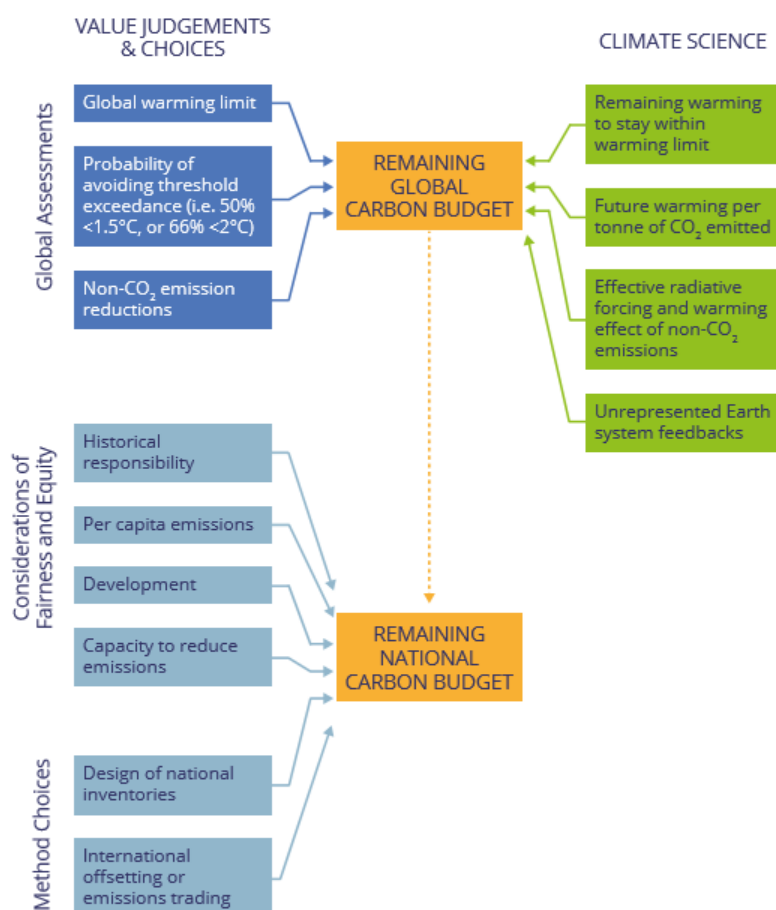 VALUE JUDGEMENTS
& CHOICES
CLIMATE SCIENCE
Global Assessments
Global warming limit
Probability of
avoiding threshold
exceedance (i.e. 50%
<1.5°C, or 66% <2°C)
Non-CO₂ emission
reductions
REMAINING
GLOBAL
CARBON BUDGET
Remaining warming
to stay within
warming limit
Future warming per
tonne of CO₂ emitted
Effective radiative
forcing and warming
effect of non-CO₂
emissions
Unrepresented Earth
system feedbacks
Considerations of
Fairness and Equity
Historical
responsibility
Per capita emissions
Development
Capacity to reduce
emissions
REMAINING
NATIONAL
CARBON BUDGET
Method Choices
Design of national
inventories
International
offsetting or
emissions trading